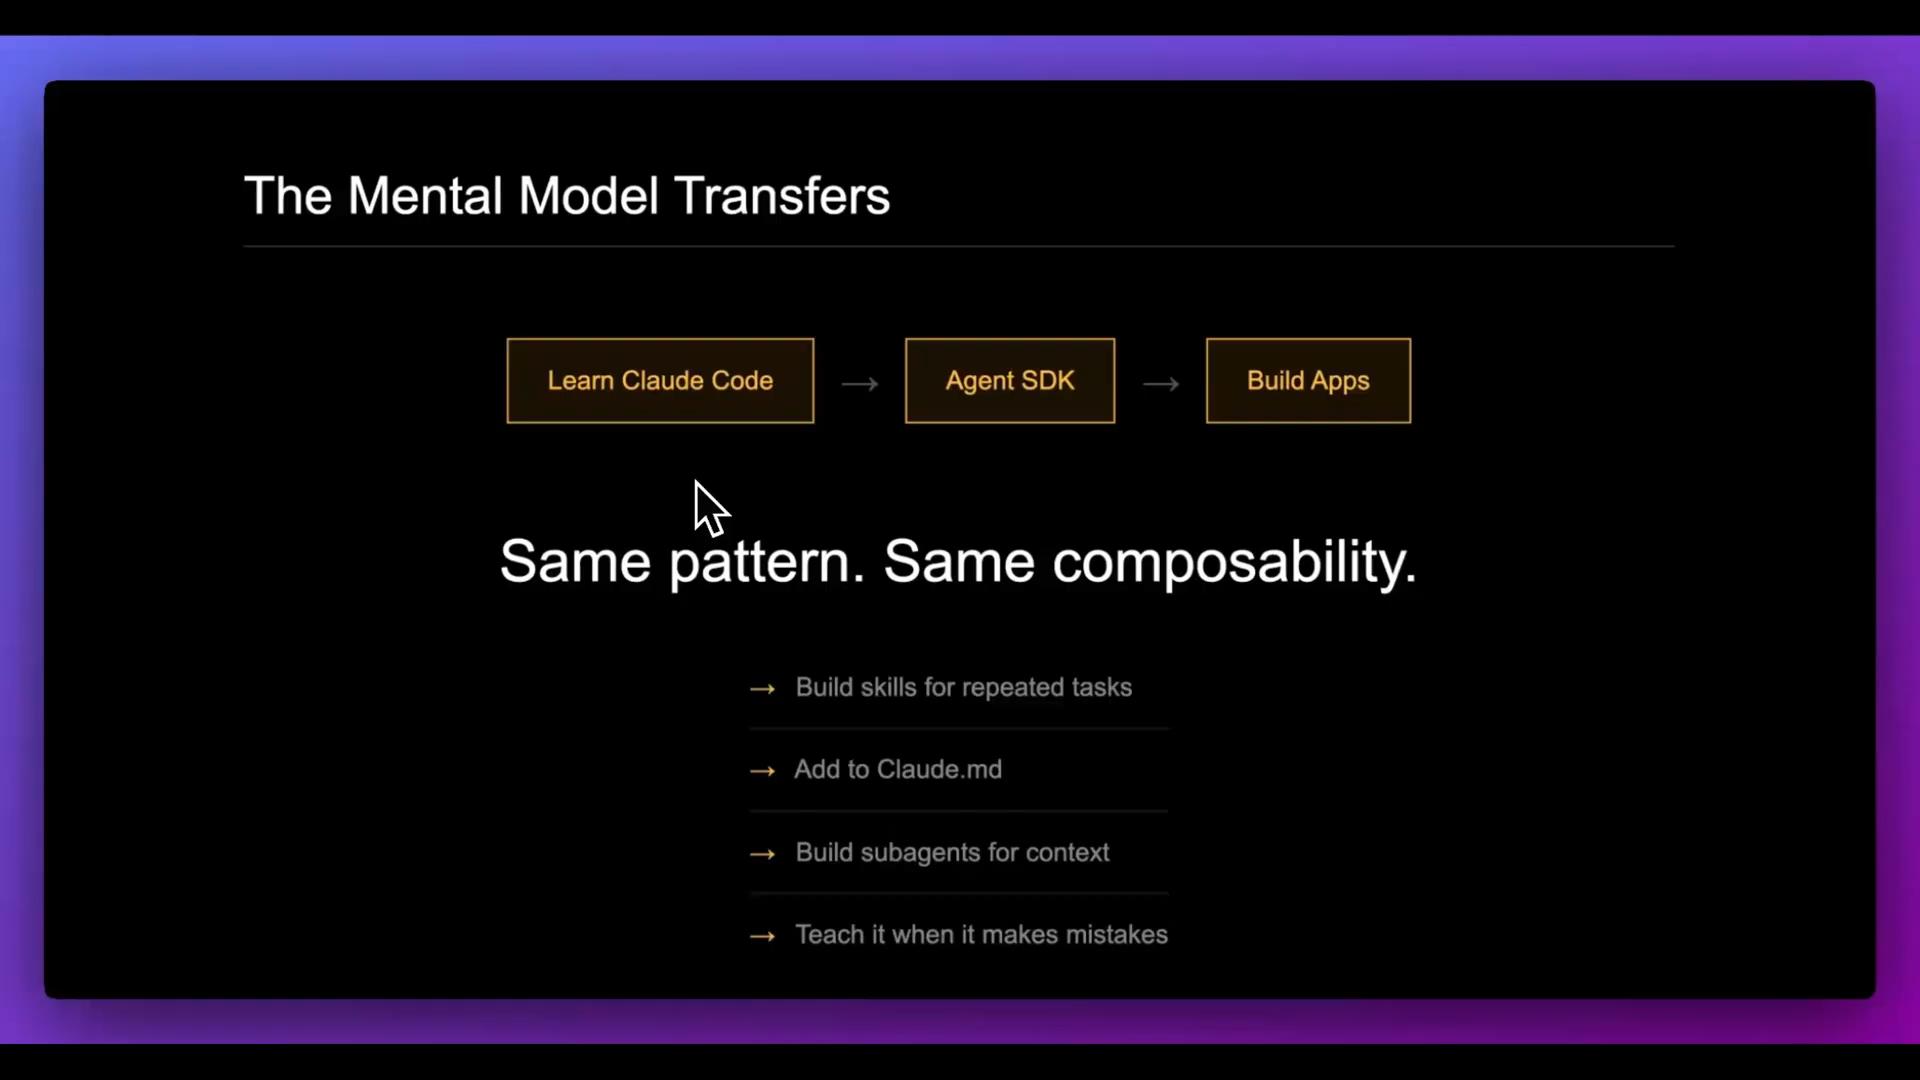 The Mental Model Transfers
Learn Claude Code → Agent SDK → Build Apps
Same pattern. Same composability.
→ Build skills for repeated tasks
→ Add to Claude.md
→ Build subagents for context
→ Teach it when it makes mistakes